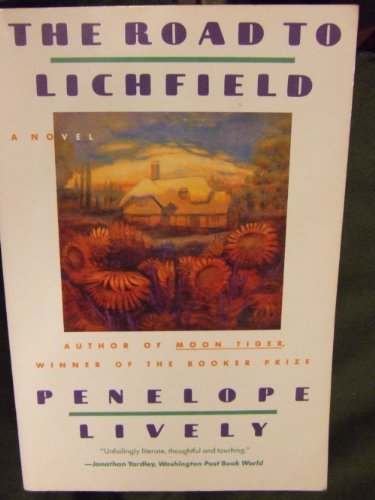 THE ROAD TO
LICHFIELD
A NOVEL
AUTHOR OF MOON TIGER,
WINNER OF THE BOOKER PRIZE
PENELOPE
LIVELY
"Unfailingly literate, thoughtful and touching."
—Jonathan Yardley, Washington Post Book World